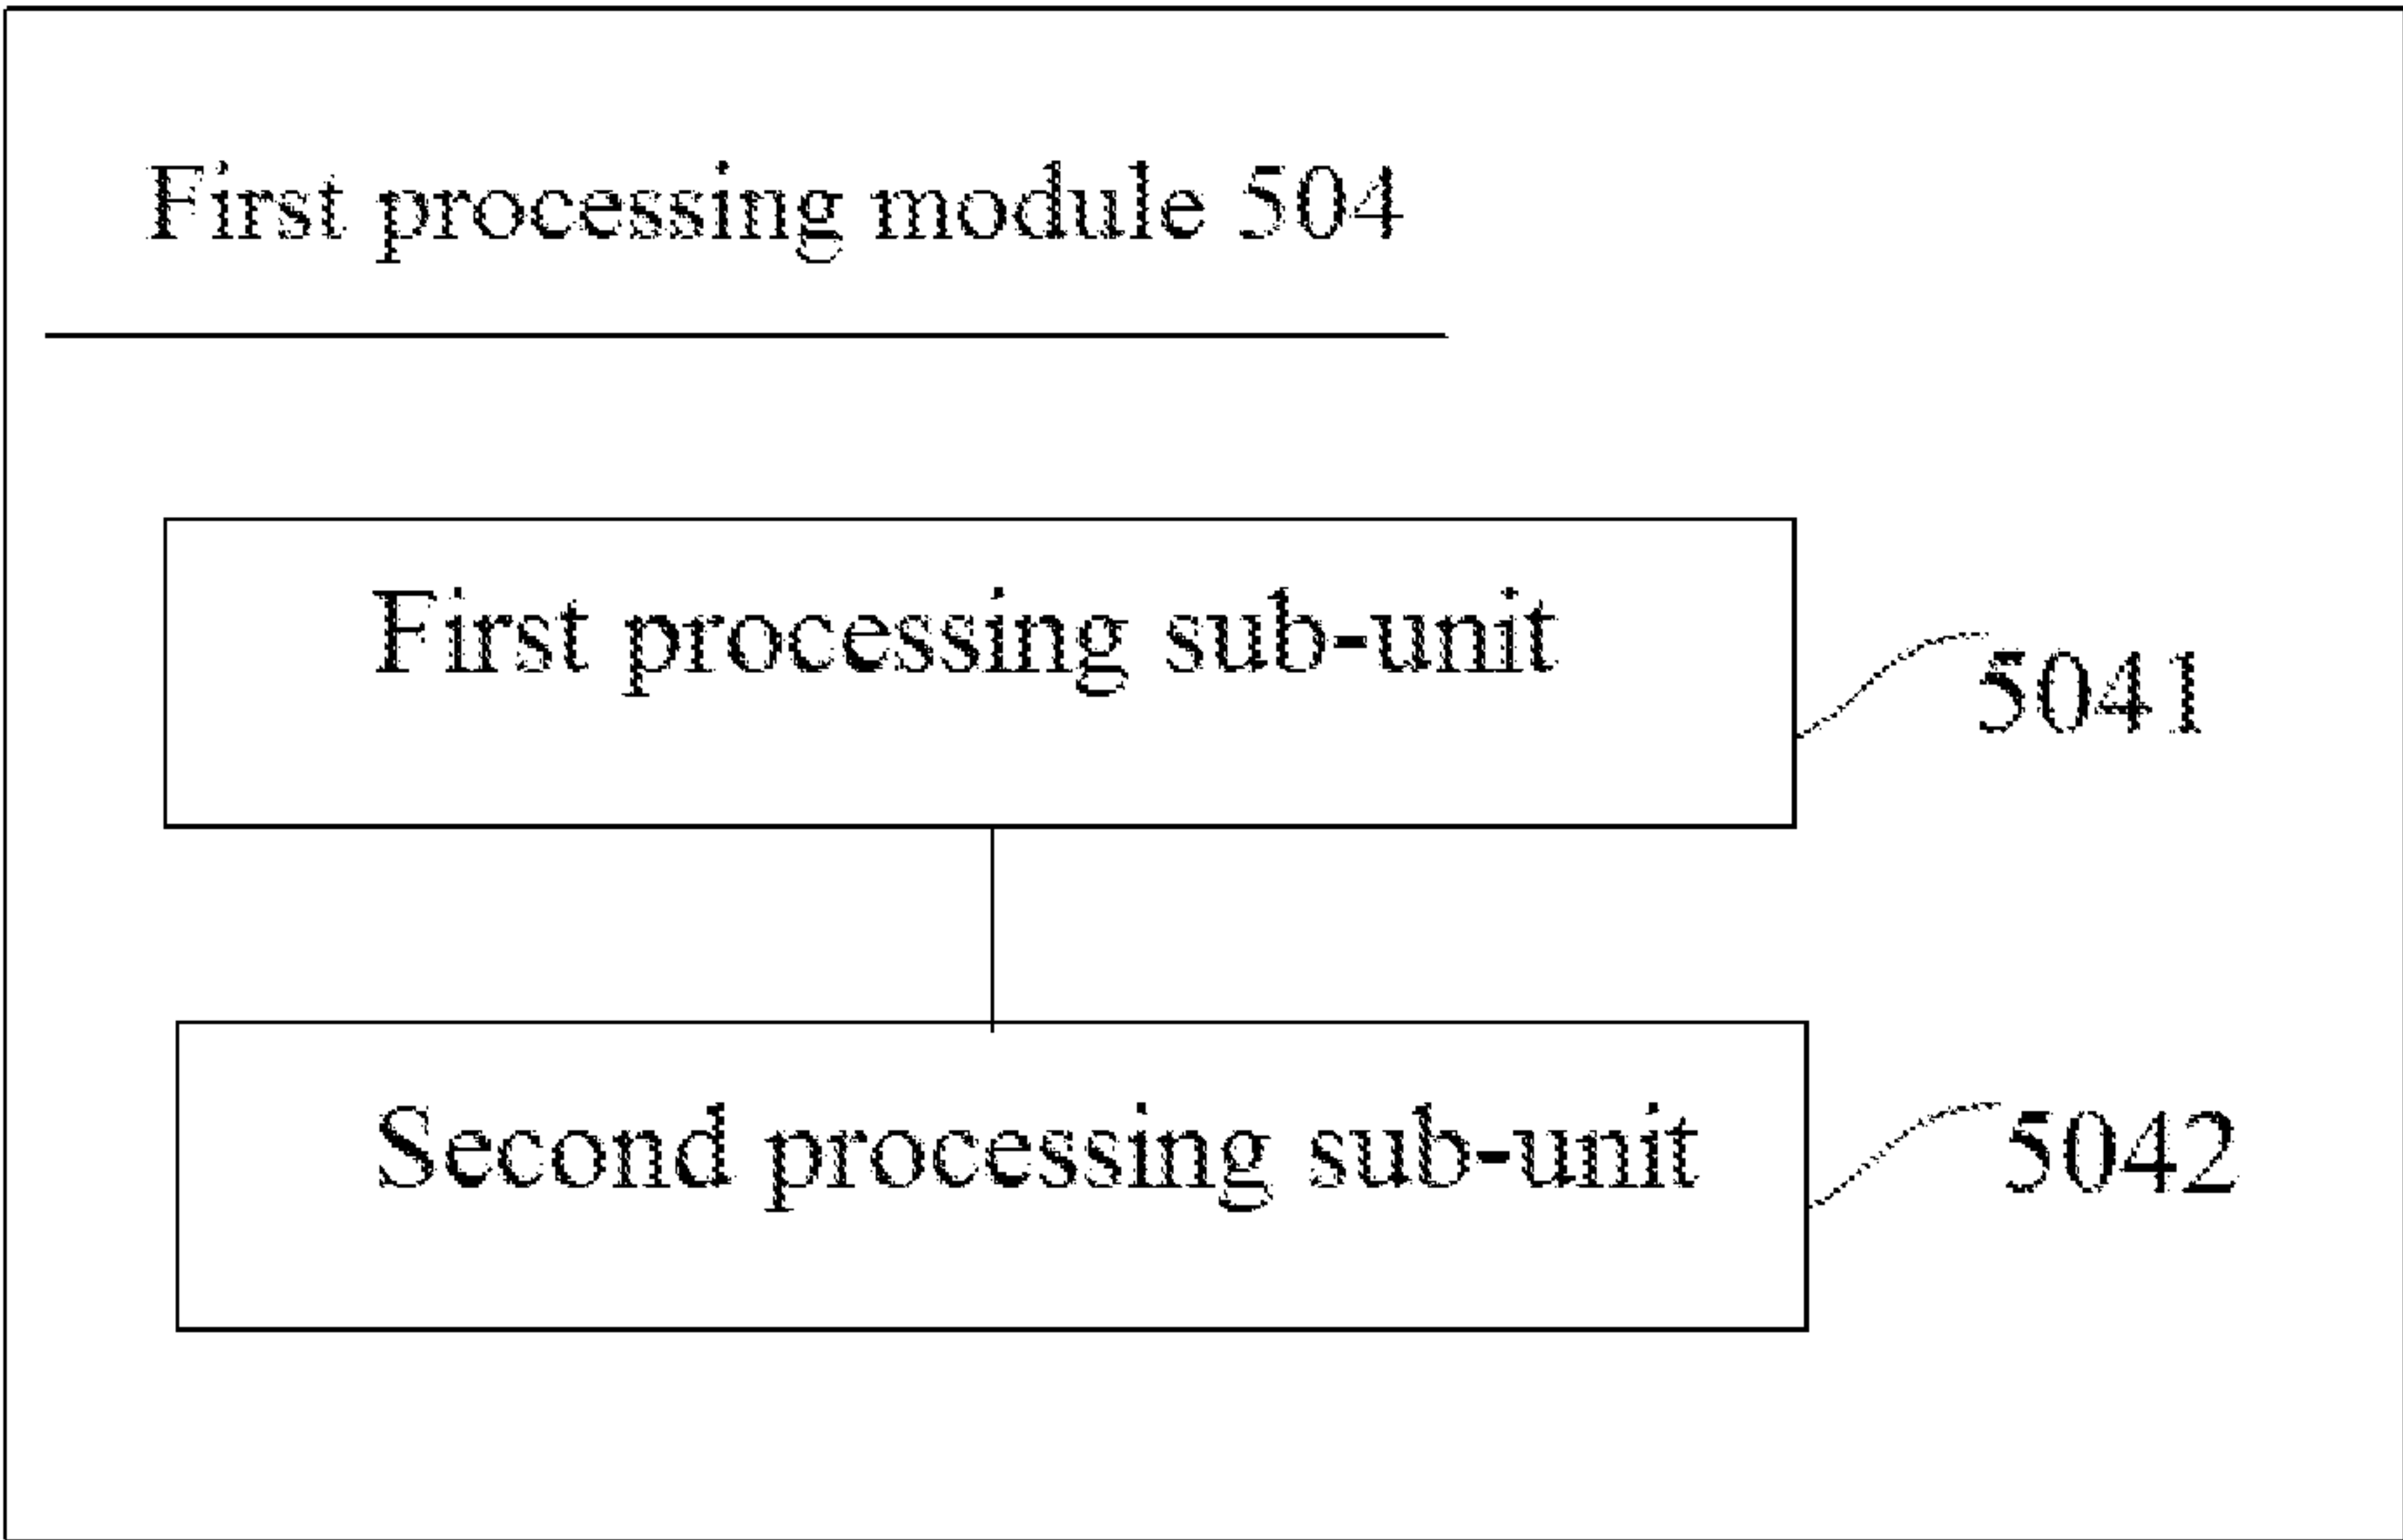 First processing module 504
First processing sub-unit
5041
Second processing sub-unit
5042